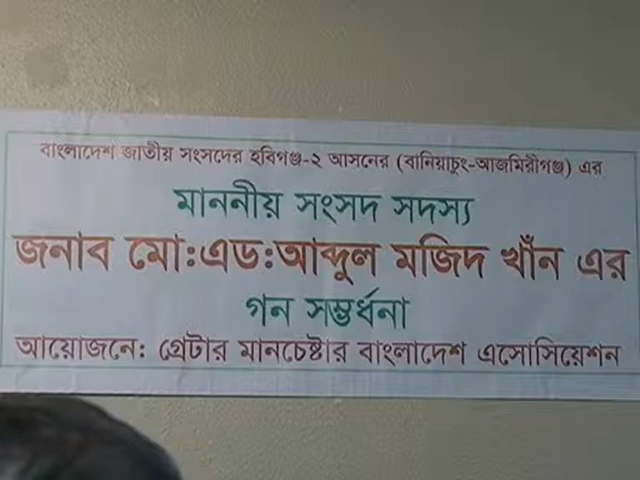 বাংলাদেশ জাতীয় সংসদের হবিগঞ্জ-২ আসনের (বানিয়াচুং-আজমিরীগঞ্জ) এর
মাননীয় সংসদ সদস্য
জনাব মো:এড:আব্দুল মজিদ খাঁন এর
গন সম্ভর্ধনা
আয়োজনে: গ্রেটার মানচেষ্টার বাংলাদেশ এসোসিয়েশন